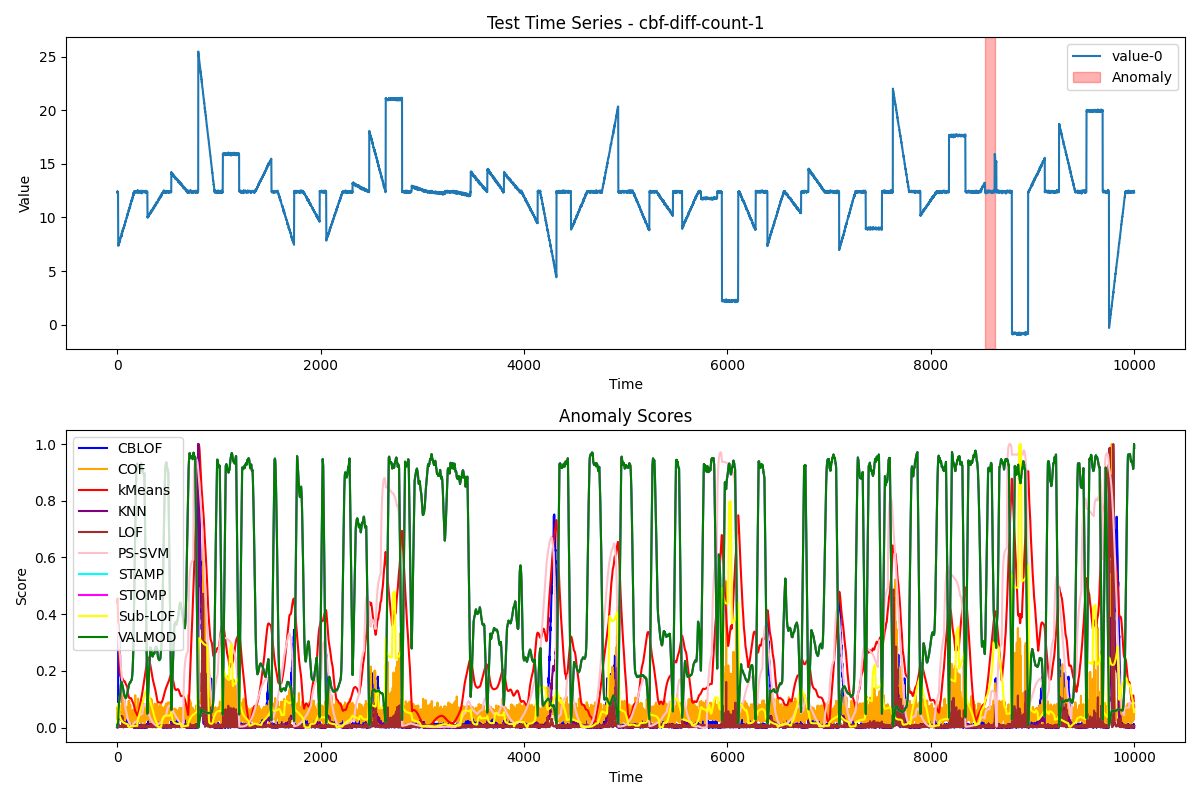 Test Time Series - cbf-diff-count-1
Value
25
20
15
10
5
0
value-0
Anomaly
0
2000
4000
6000
8000
10000
Time
Anomaly Scores
Score
1.0
0.8
0.6
0.4
0.2
0.0
CBLOF
COF
kMeans
KNN
LOF
PS-SVM
STAMP
STOMP
Sub-LOF
VALMOD
0
2000
4000
6000
8000
10000
Time